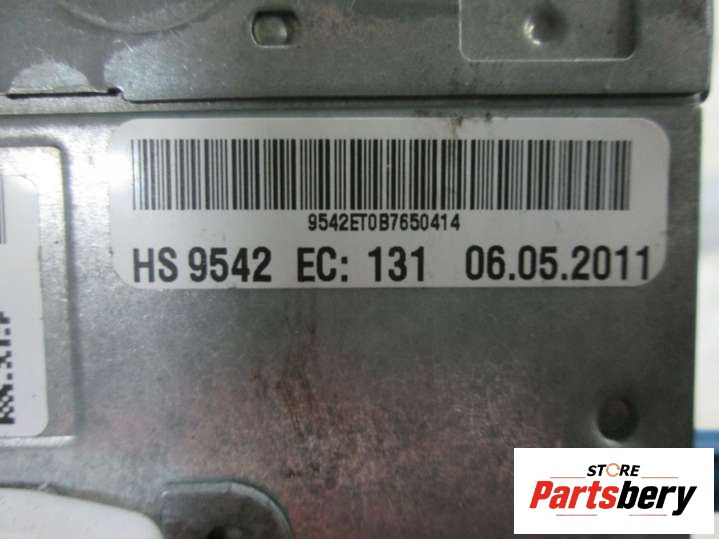 9542ET0B7650414
HS 9542 EC: 131 06.05.2011
STORE
Partsbery